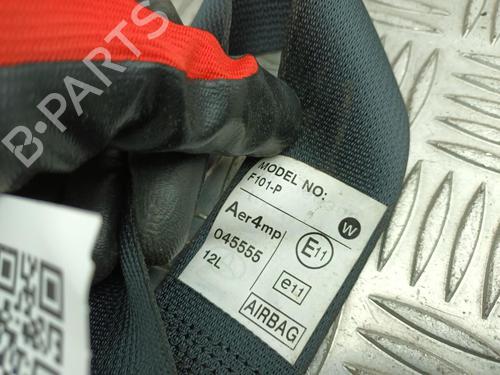 B-PARTS
MODEL NO:
F101-P
W
Aer4mp
E11
045555
12L
e11
AIRBAG